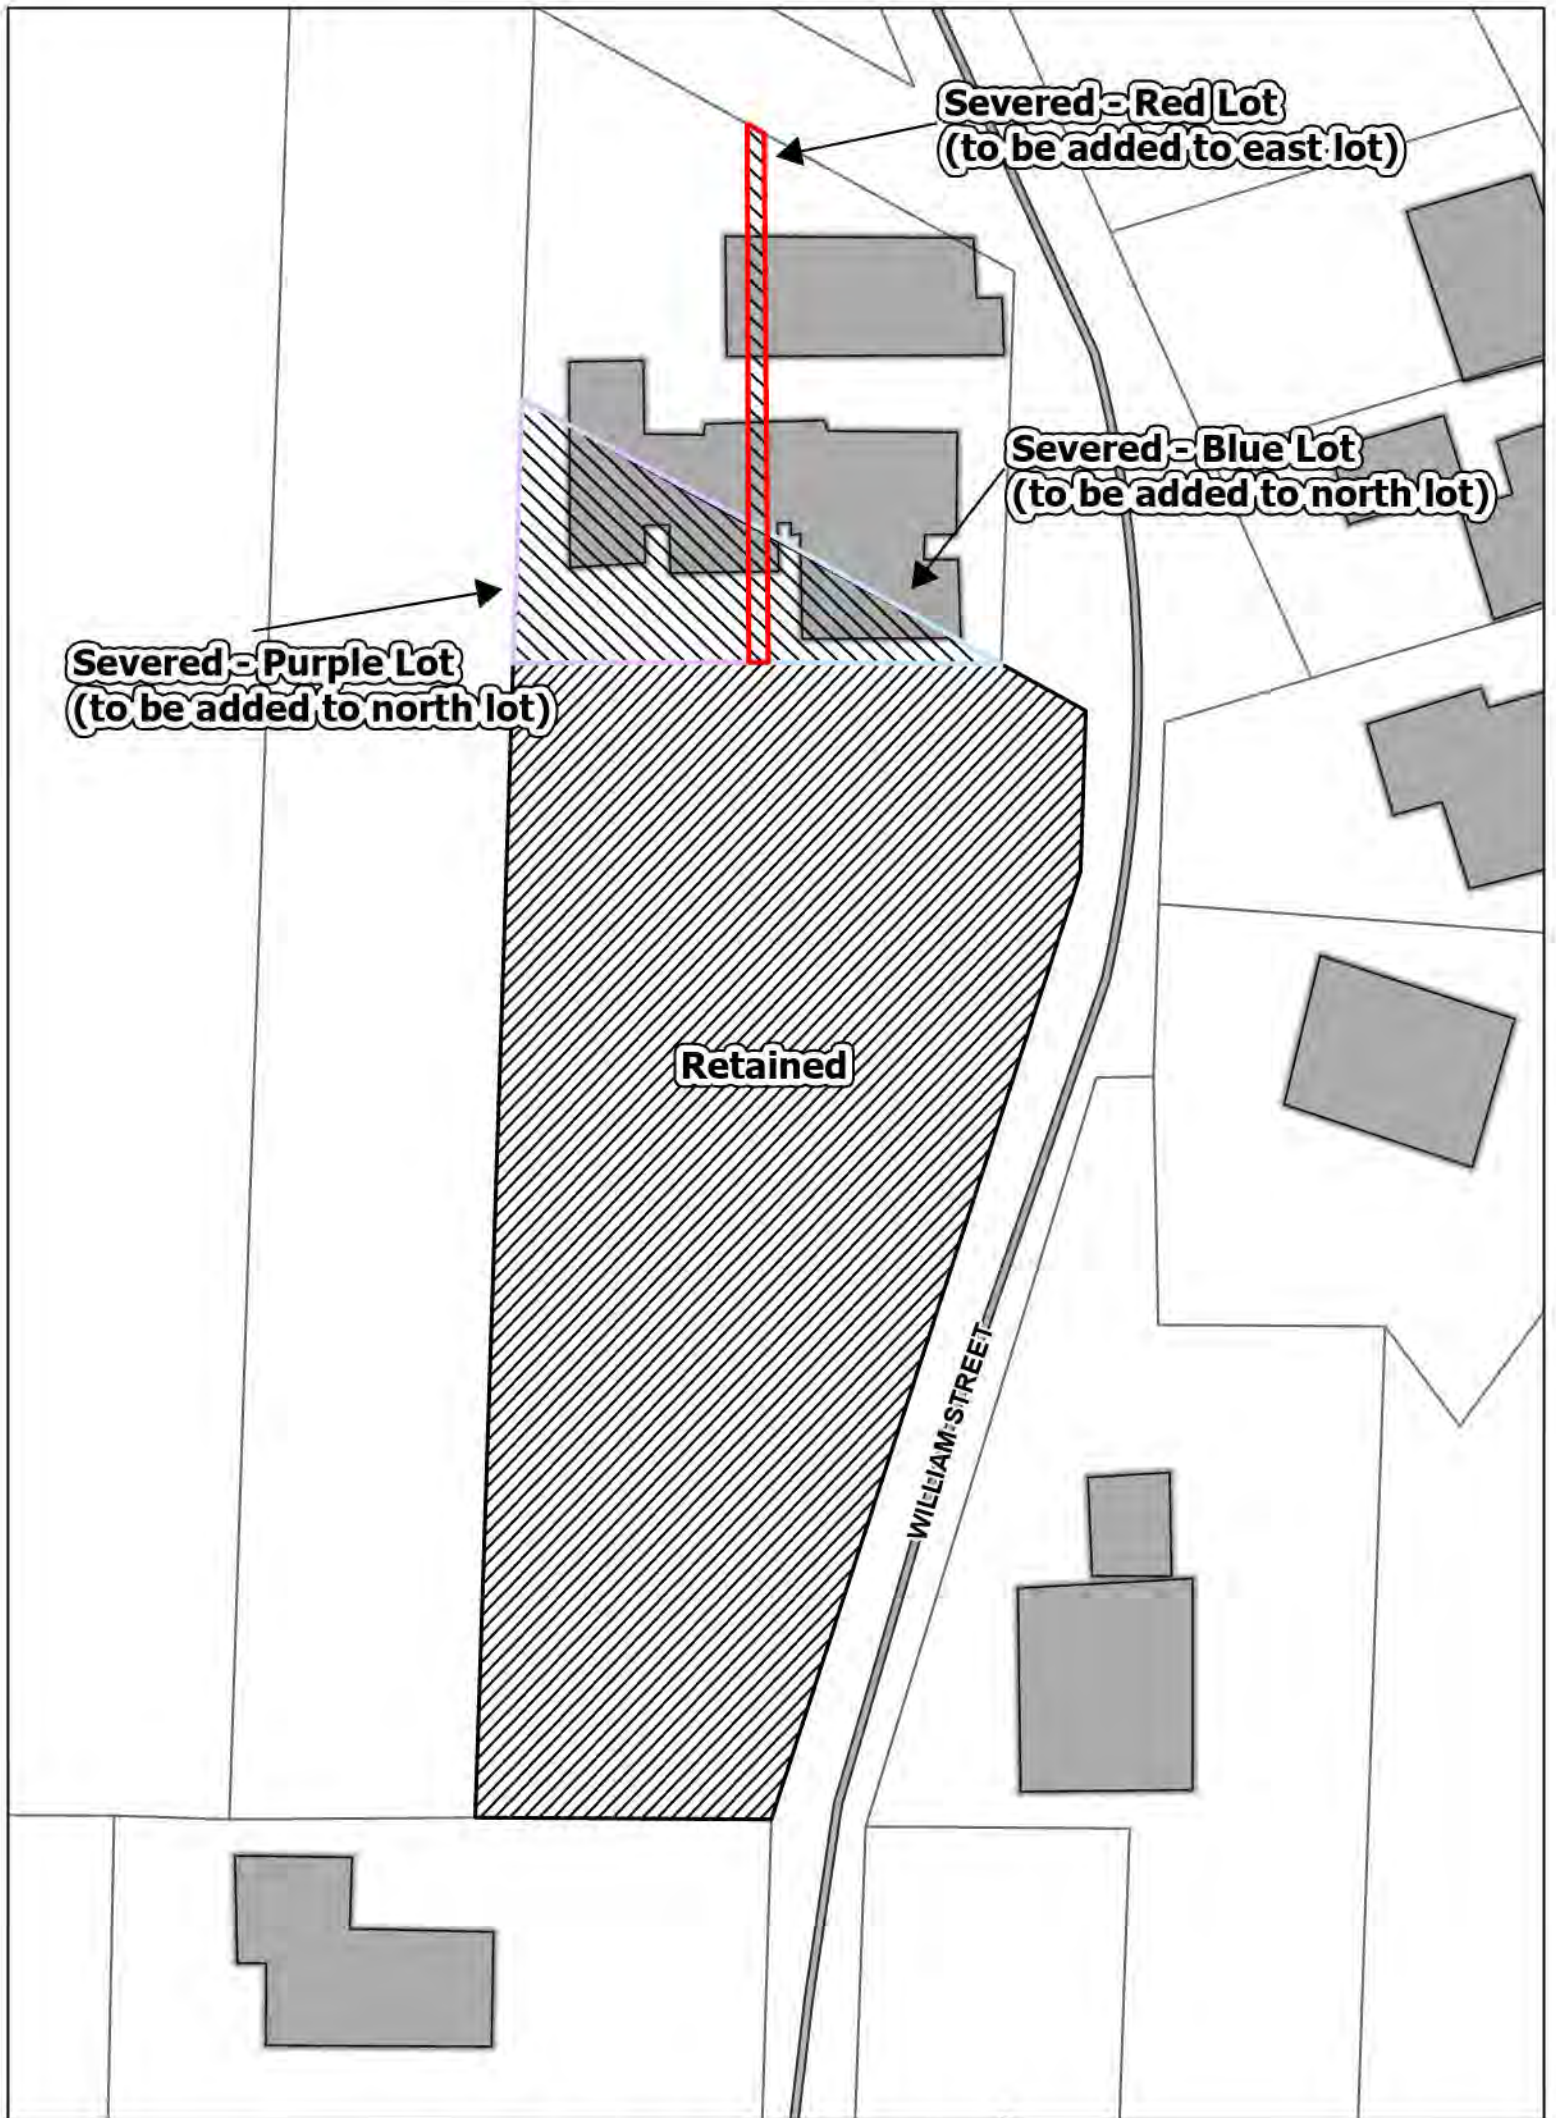 Severed - Red Lot
(to be added to east lot)
Severed - Blue Lot
(to be added to north lot)
Severed - Purple Lot
(to be added to north lot)
Retained
WILLIAM STREET